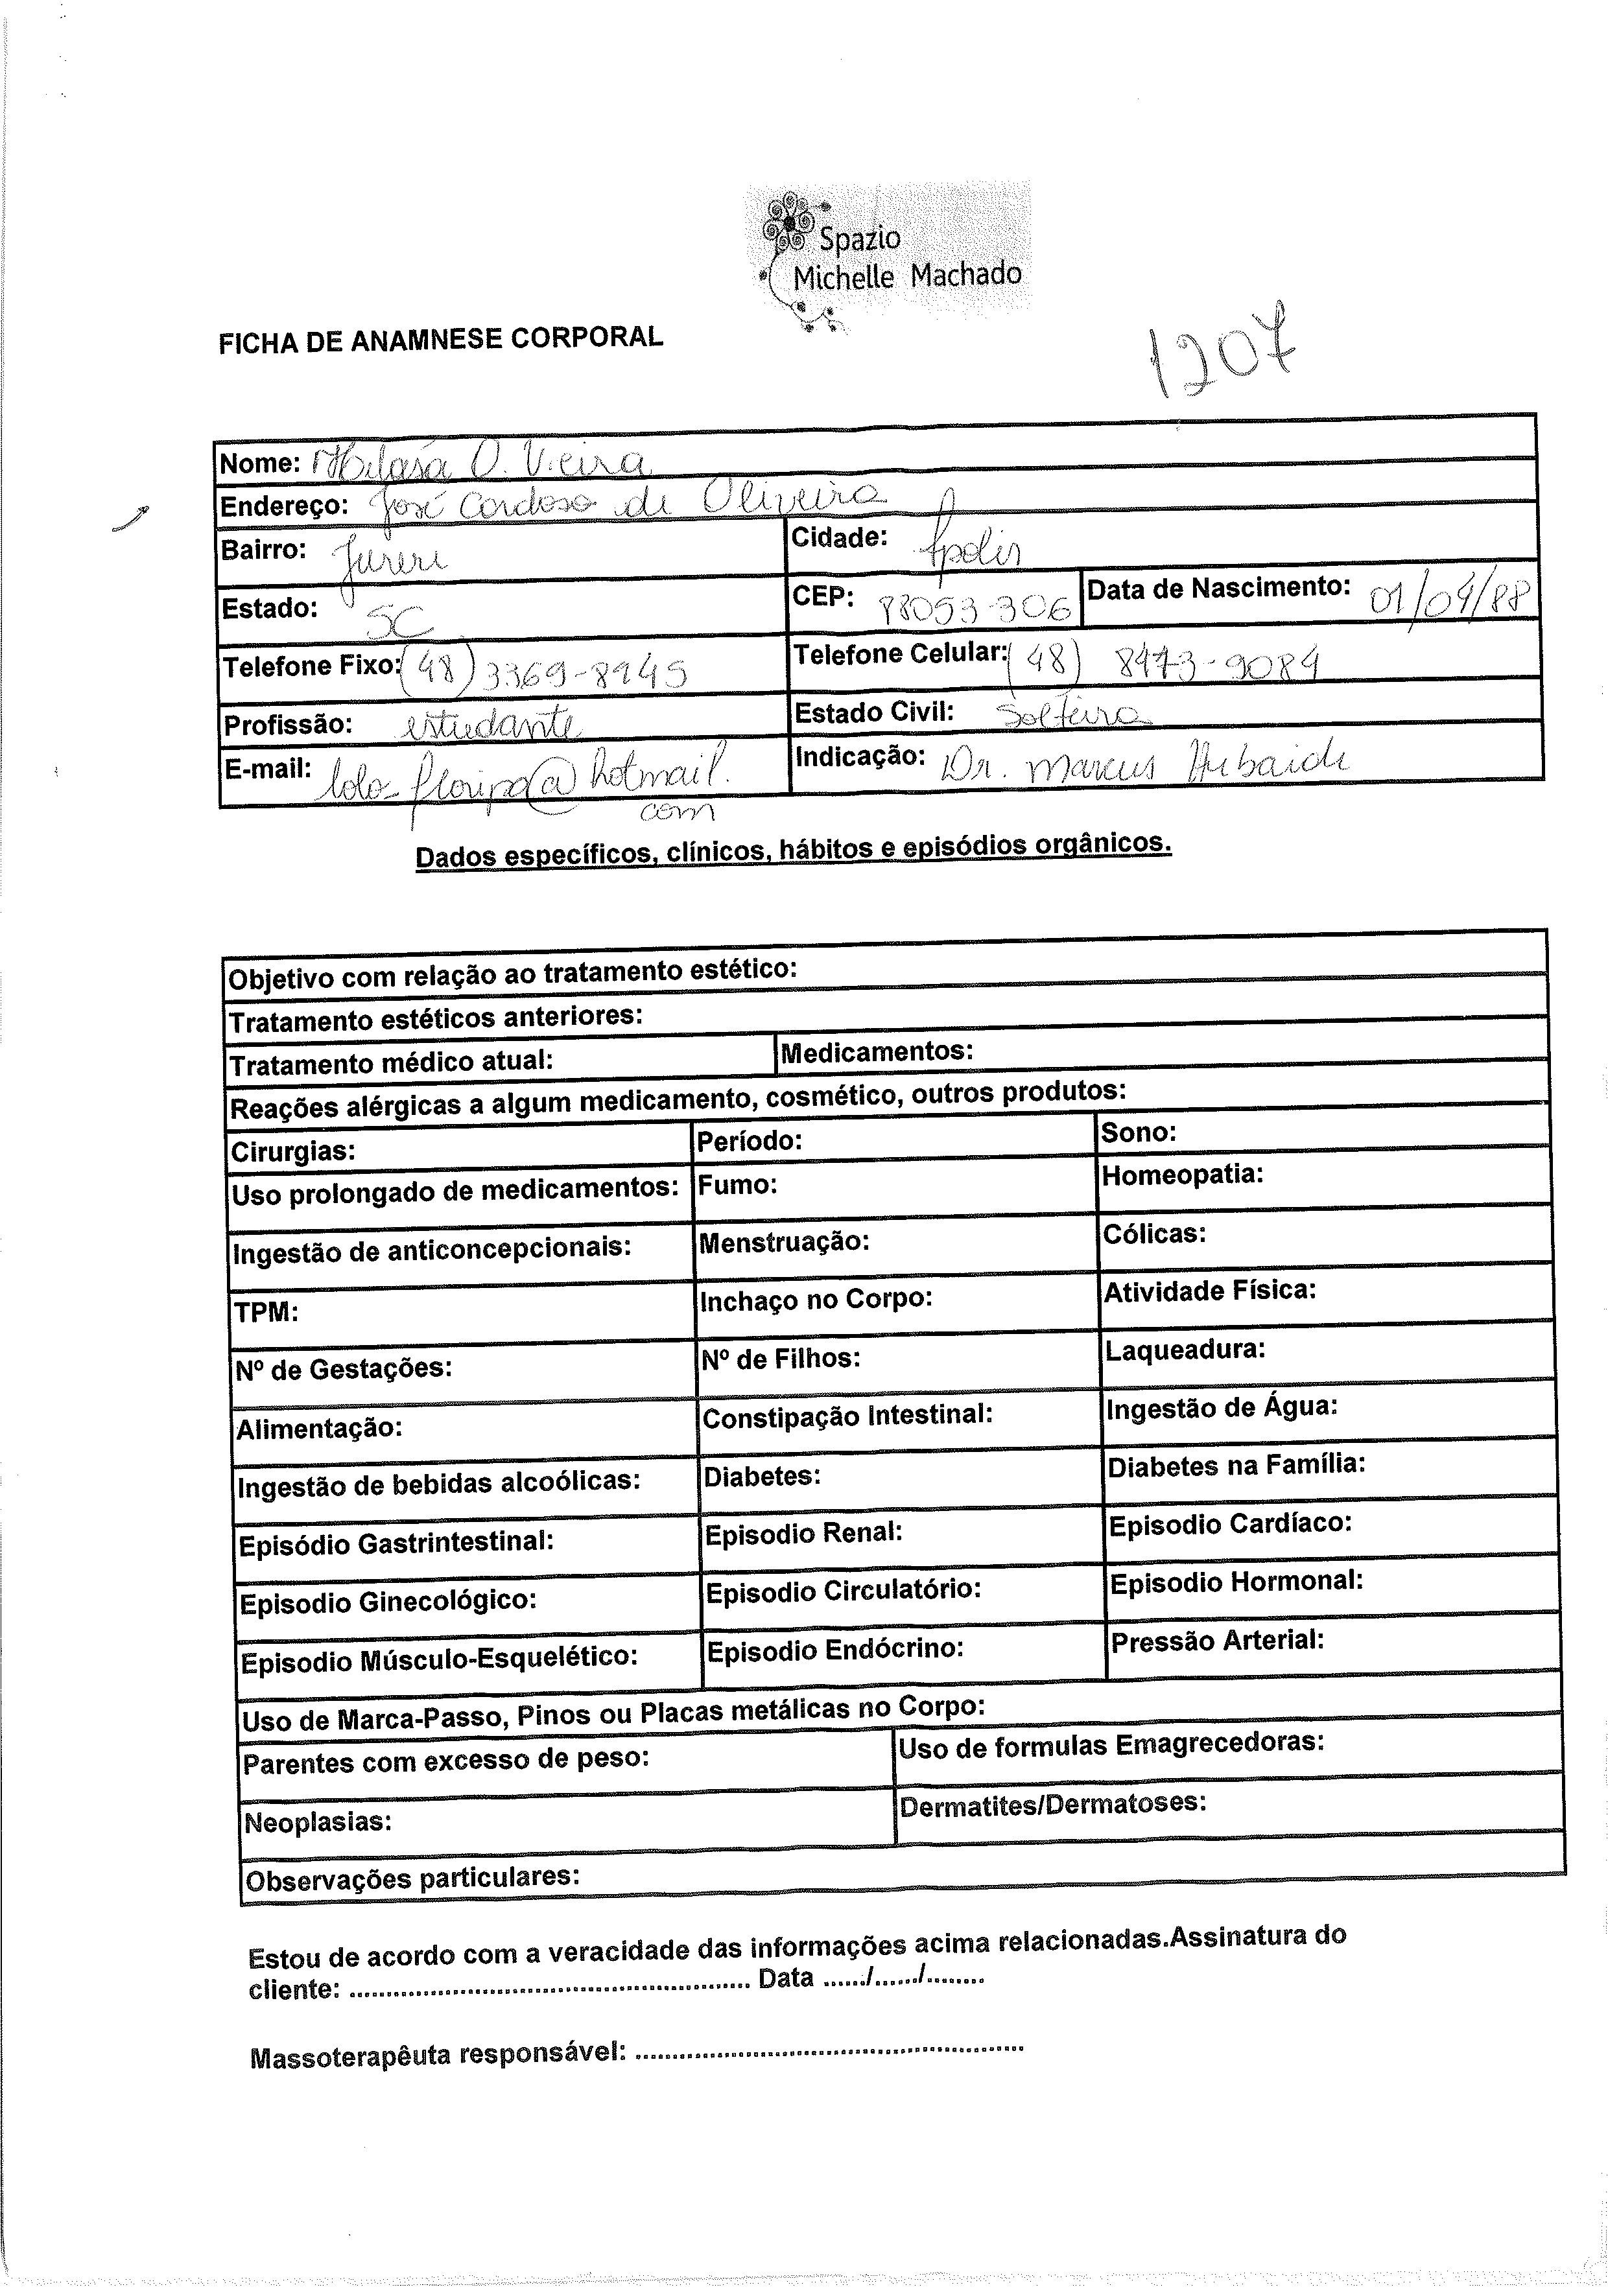 Spazio
Michelle Machado
FICHA DE ANAMNESE CORPORAL
1207
Nome: O. Vieira
Endereço: José Cardoso de Oliveira
Bairro: Jureri
Cidade: Fpolis
Estado: SC
CEP: 88053-306
Data de Nascimento: 01/04/88
Telefone Fixo: (48) 3369-8945
Telefone Celular: (48) 8473-9084
Profissão: estudante
Estado Civil: Solteira
E-mail: lolo_floripa@hotmail.
com
Indicação: Dr. Marcus
Dados específicos, clínicos, hábitos e episódios orgânicos.
Objetivo com relação ao tratamento estético:
Tratamento estéticos anteriores:
Tratamento médico atual:
Medicamentos:
Reações alérgicas a algum medicamento, cosmético, outros produtos:
Cirurgias:
Período:
Sono:
Uso prolongado de medicamentos:
Fumo:
Homeopatia:
Ingestão de anticoncepcionais:
Menstruação:
Cólicas:
TPM:
Inchaço no Corpo:
Atividade Física:
Nº de Gestações:
Nº de Filhos:
Laqueadura:
Alimentação:
Constipação Intestinal:
Ingestão de Água:
Ingestão de bebidas alcoólicas:
Diabetes:
Diabetes na Família:
Episódio Gastrintestinal:
Episodio Renal:
Episodio Cardíaco:
Episodio Ginecológico:
Episodio Circulatório:
Episodio Hormonal:
Episodio Músculo-Esquelético:
Episodio Endócrino:
Pressão Arterial:
Uso de Marca-Passo, Pinos ou Placas metálicas no Corpo:
Parentes com excesso de peso:
Uso de formulas Emagrecedoras:
Neoplasias:
Dermatites/Dermatoses:
Observações particulares:
Estou de acordo com a veracidade das informações acima relacionadas.Assinatura do
cliente: ...................................................... Data ....../....../........
Massoterapêuta responsável: .....................................................